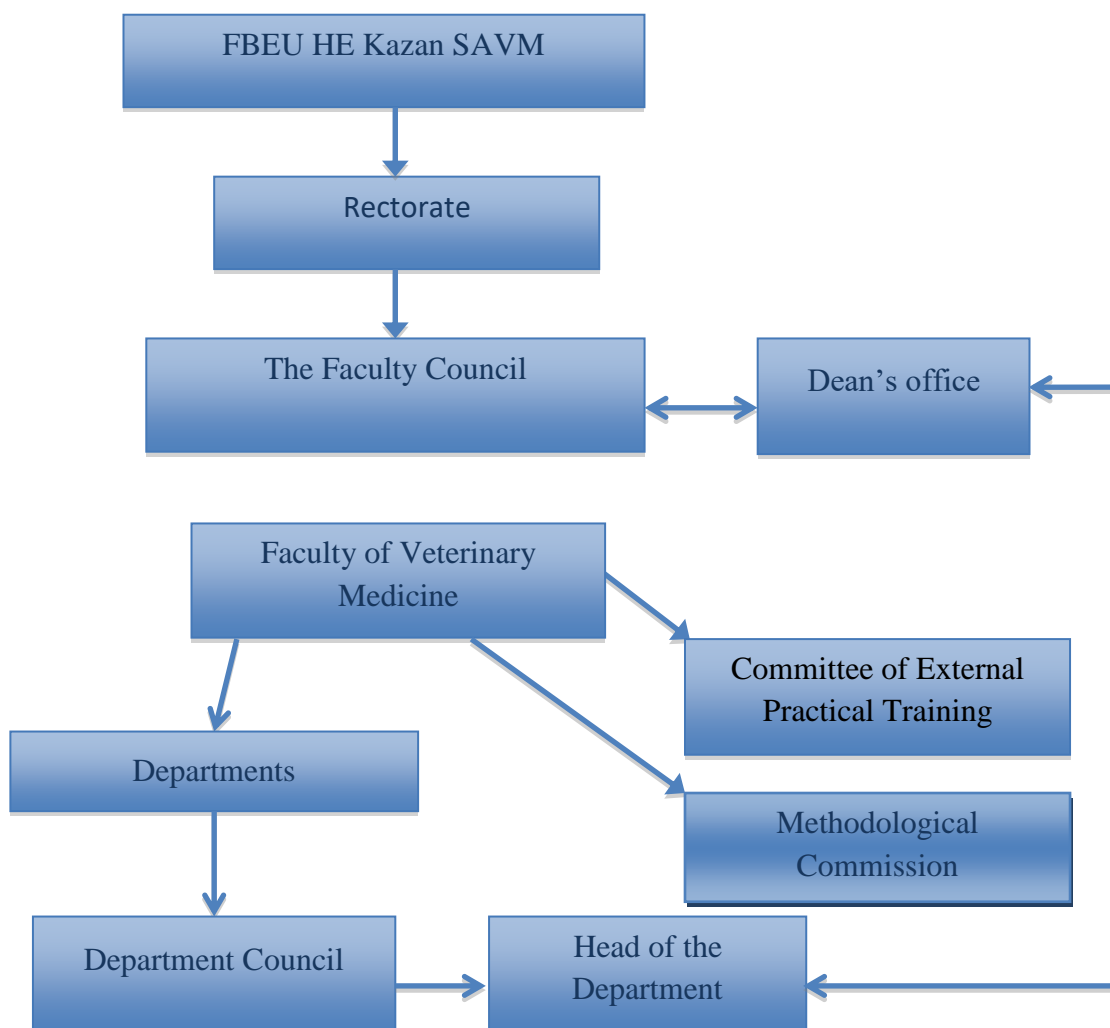 FBEU HE Kazan SAVM
Rectorate
The Faculty Council
Dean’s office
Faculty of Veterinary
Medicine
Committee of External
Practical Training
Departments
Methodological
Commission
Department Council
Head of the
Department